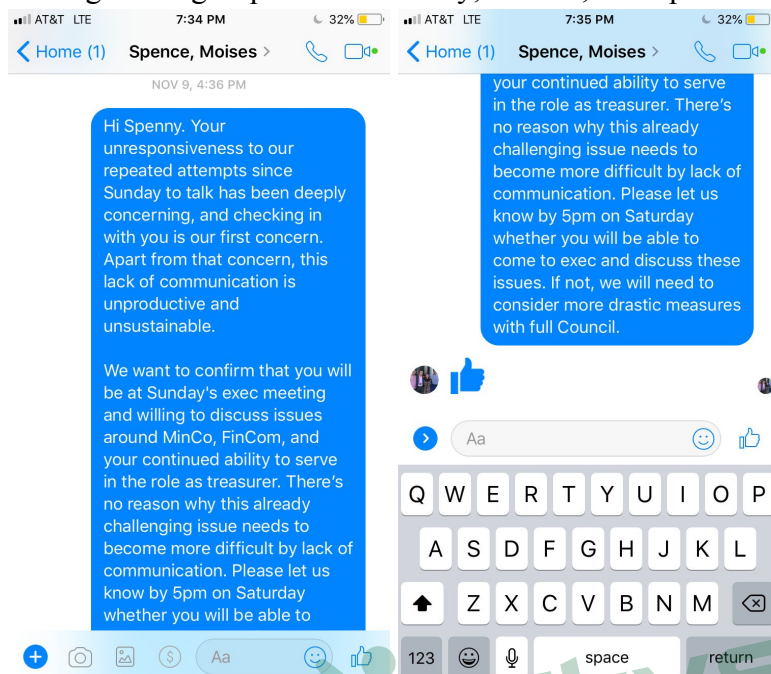 AT&T LTE 7:34 PM 32%
Home (1) Spence, Moises >
NOV 9, 4:36 PM
Hi Spenny. Your
unresponsiveness to our
repeated attempts since
Sunday to talk has been deeply
concerning, and checking in
with you is our first concern.
Apart from that concern, this
lack of communication is
unproductive and
unsustainable.
We want to confirm that you will
be at Sunday's exec meeting
and willing to discuss issues
around MinCo, FinCom, and
your continued ability to serve
in the role as treasurer. There's
no reason why this already
challenging issue needs to
become more difficult by lack of
communication. Please let us
know by 5pm on Saturday
whether you will be able to
Aa
AT&T LTE 7:35 PM 32%
Home (1) Spence, Moises >
your continued ability to serve
in the role as treasurer. There's
no reason why this already
challenging issue needs to
become more difficult by lack of
communication. Please let us
know by 5pm on Saturday
whether you will be able to
come to exec and discuss these
issues. If not, we will need to
consider more drastic measures
with full Council.
Aa
Q W E R T Y U I O P
A S D F G H J K L
Z X C V B N M
123 space return